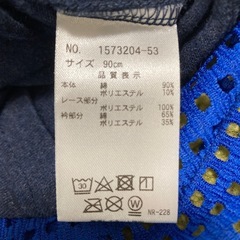 NO. 1573204-53
サイズ 90cm
品質表示
本体 綿 90%
ポリエステル 10%
レース部分
ポリエステル 100%
衿部分 綿 65%
ポリエステル 35%
30
NR-228